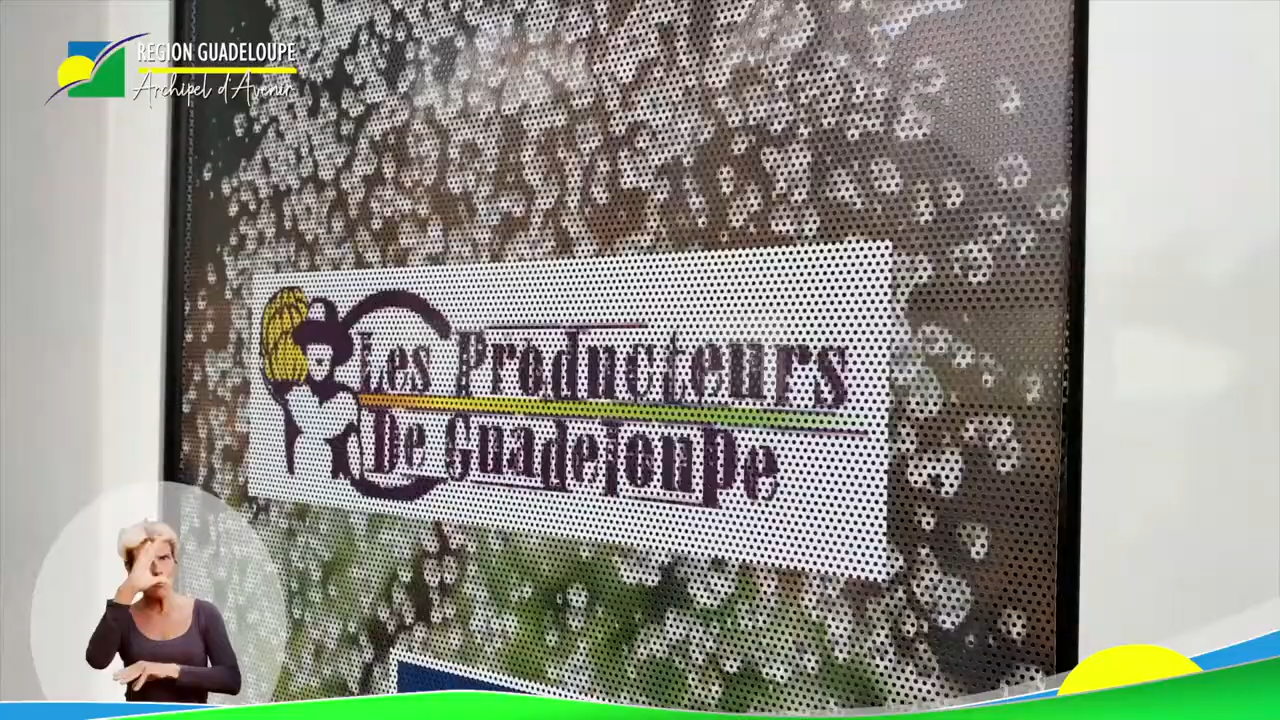 REGION GUADELOUPE
Archipel d'Avenir
Les Producteurs
De Guadeloupe